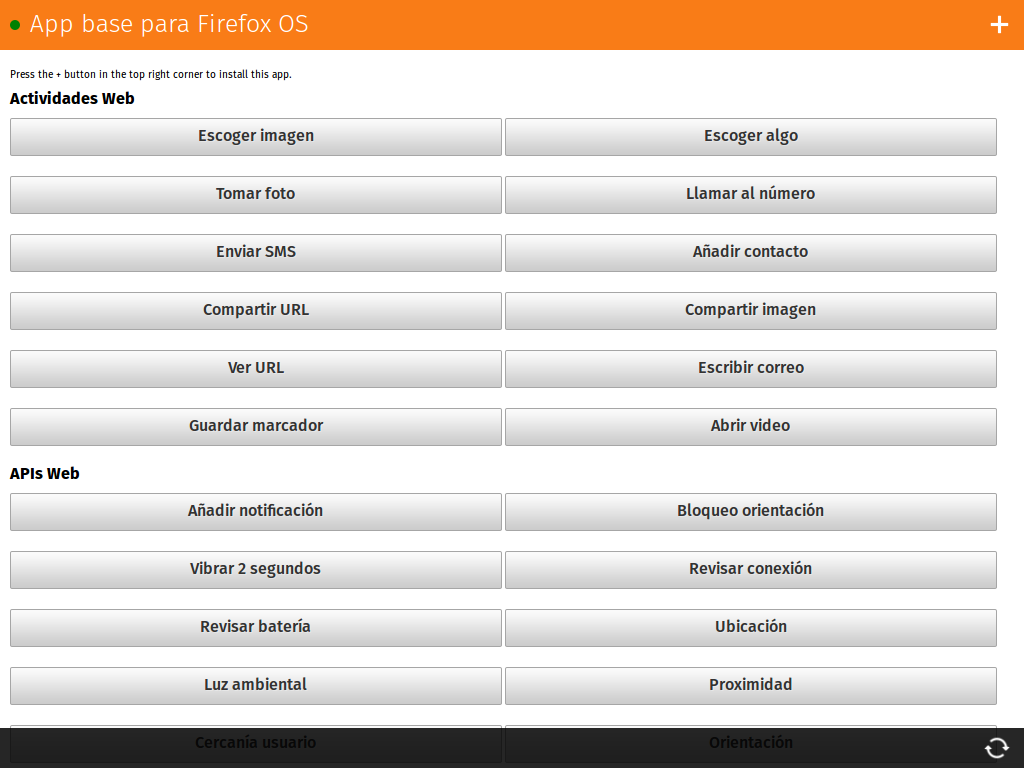 App base para Firefox OS
Press the + button in the top right corner to install this app.
Actividades Web
Escoger imagen
Escoger algo
Tomar foto
Llamar al número
Enviar SMS
Añadir contacto
Compartir URL
Compartir imagen
Ver URL
Escribir correo
Guardar marcador
Abrir video
APIs Web
Añadir notificación
Bloqueo orientación
Vibrar 2 segundos
Revisar conexión
Revisar batería
Ubicación
Luz ambiental
Proximidad
Cercanía usuario
Orientación